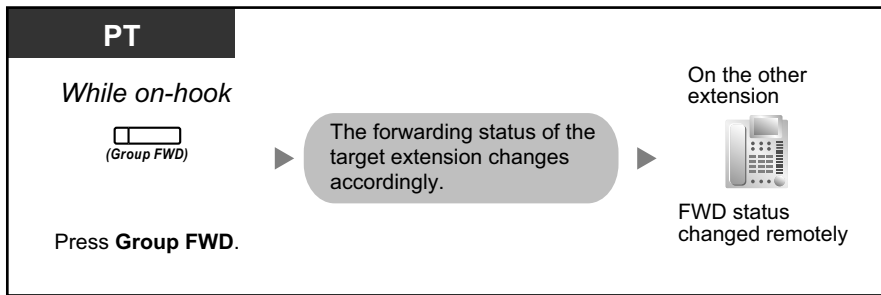 PT
While on-hook
(Group FWD)
Press Group FWD.
The forwarding status of the
target extension changes
accordingly.
On the other
extension
FWD status
changed remotely